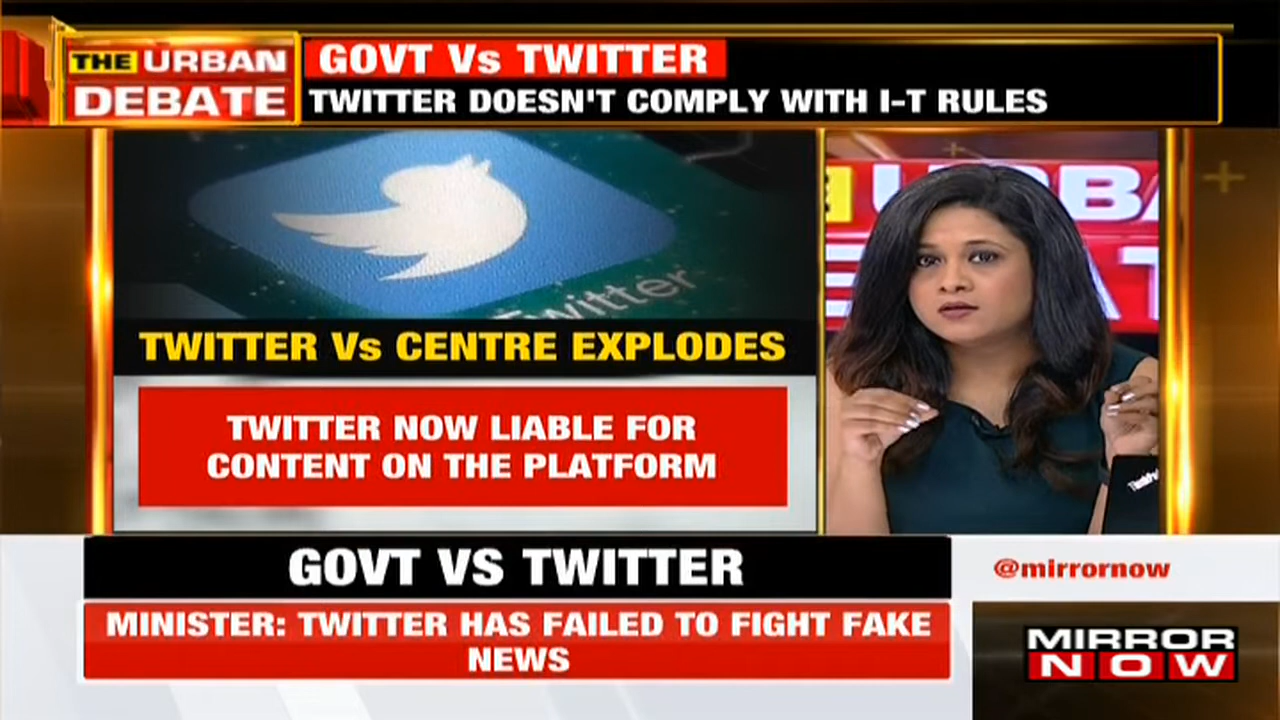 THE URBAN
DEBATE
GOVT Vs TWITTER
TWITTER DOESN'T COMPLY WITH I-T RULES
Twitter
TWITTER Vs CENTRE EXPLODES
TWITTER NOW LIABLE FOR
CONTENT ON THE PLATFORM
ThinkPad
GOVT VS TWITTER
MINISTER: TWITTER HAS FAILED TO FIGHT FAKE
NEWS
@mirrornow
MIRROR
NOW